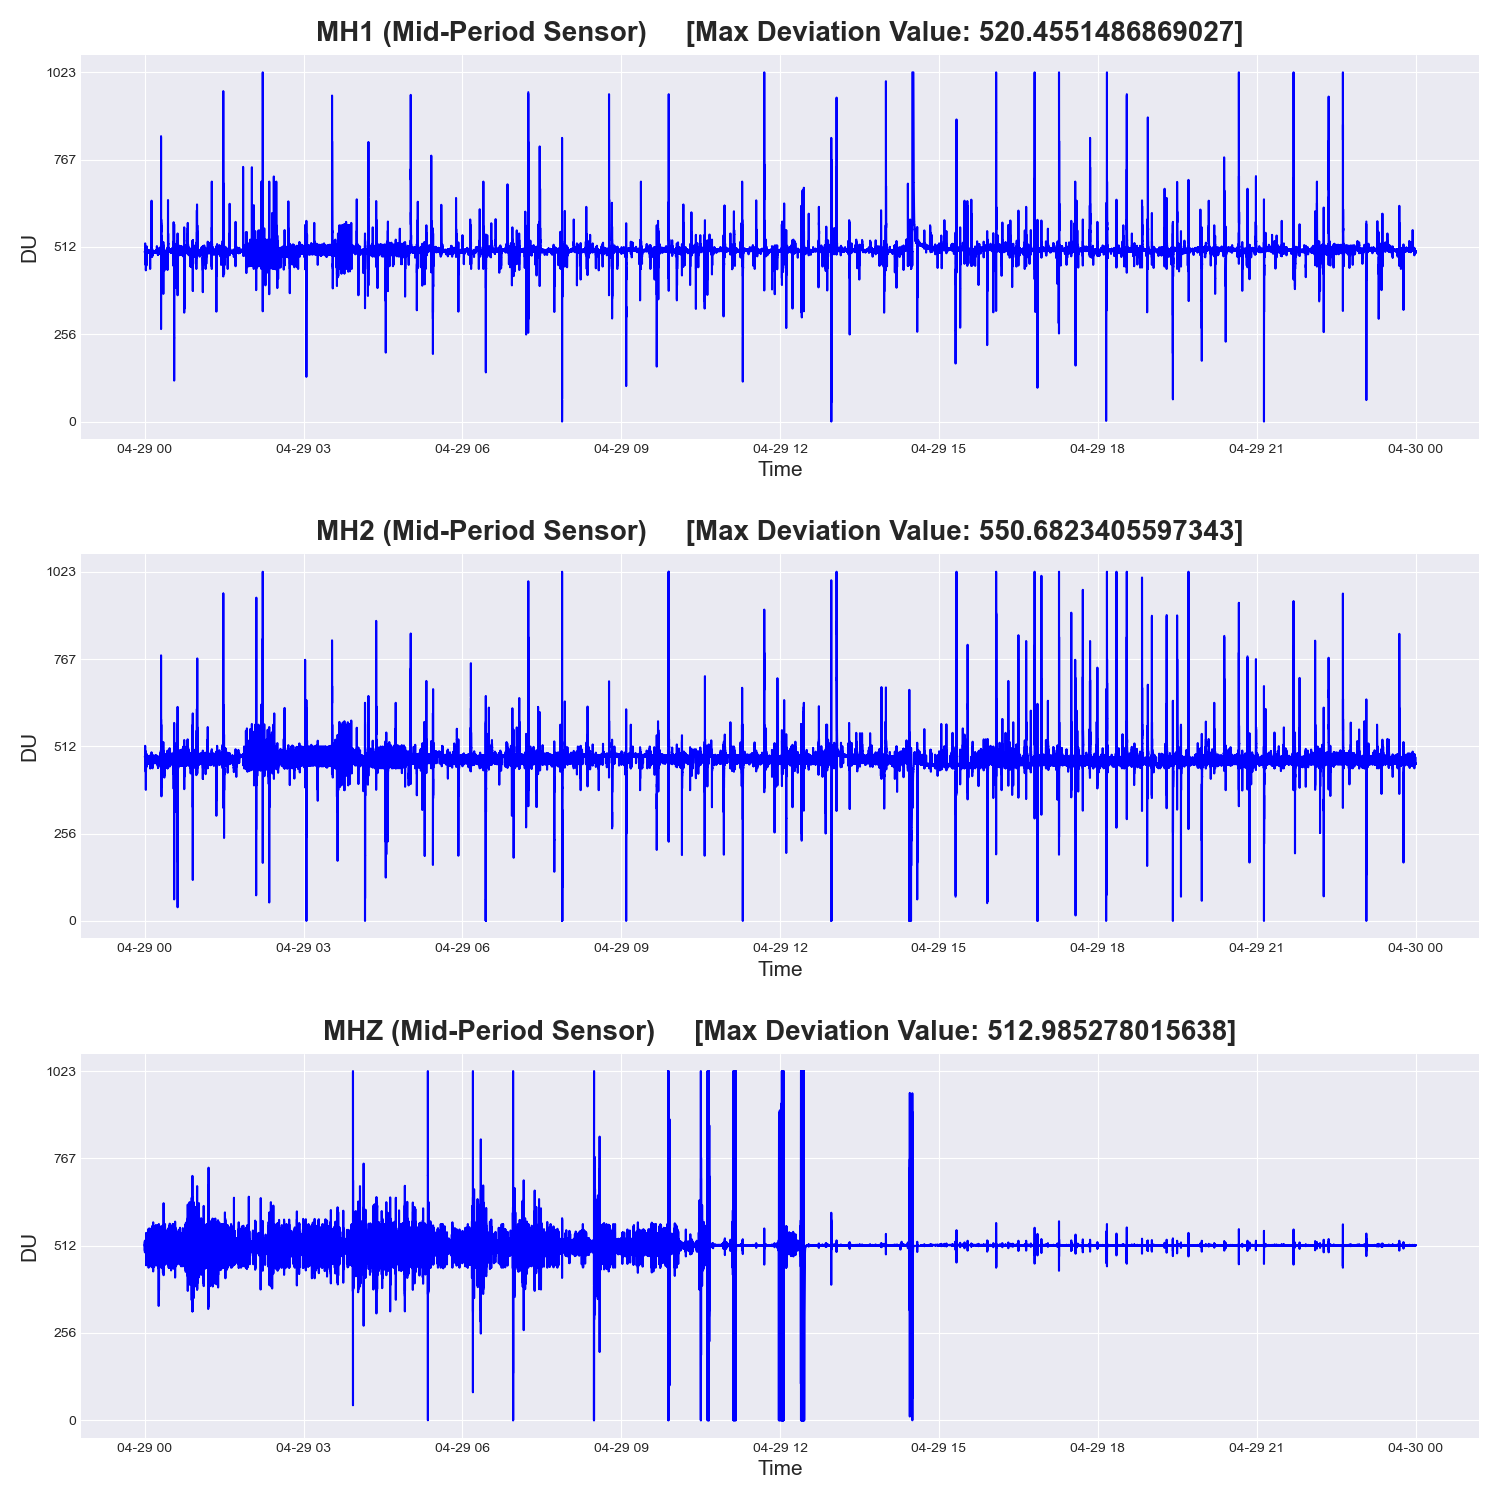 MH1 (Mid-Period Sensor) [Max Deviation Value: 520.4551486869027]
1023
767
512
256
0
DU
04-29 00 04-29 03 04-29 06 04-29 09 04-29 12 04-29 15 04-29 18 04-29 21 04-30 00
Time
MH2 (Mid-Period Sensor) [Max Deviation Value: 550.6823405597343]
1023
767
512
256
0
DU
04-29 00 04-29 03 04-29 06 04-29 09 04-29 12 04-29 15 04-29 18 04-29 21 04-30 00
Time
MHZ (Mid-Period Sensor) [Max Deviation Value: 512.985278015638]
1023
767
512
256
0
DU
04-29 00 04-29 03 04-29 06 04-29 09 04-29 12 04-29 15 04-29 18 04-29 21 04-30 00
Time